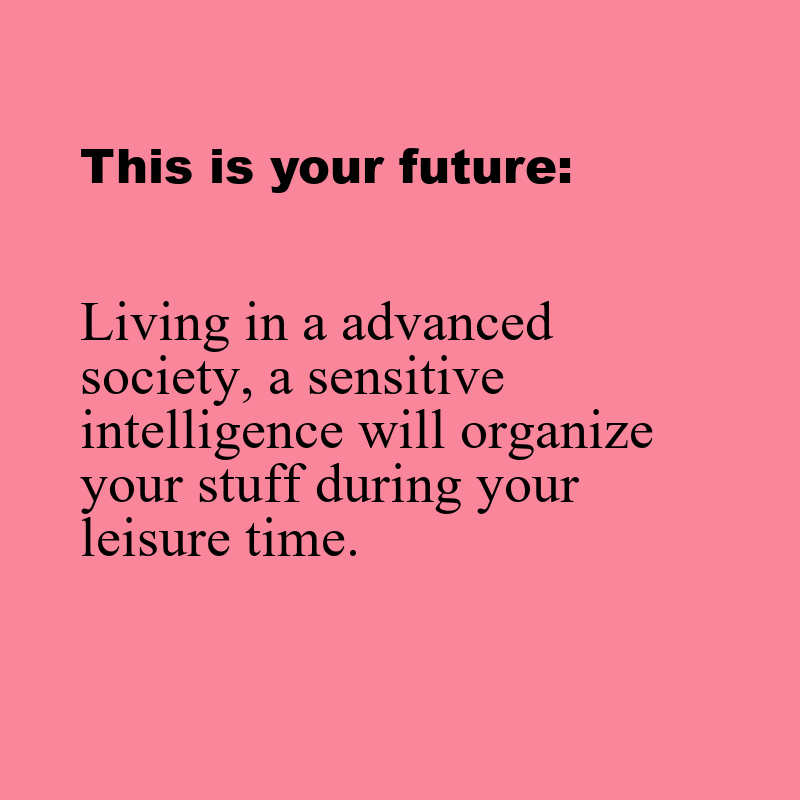 This is your future:
Living in a advanced
society, a sensitive
intelligence will organize
your stuff during your
leisure time.